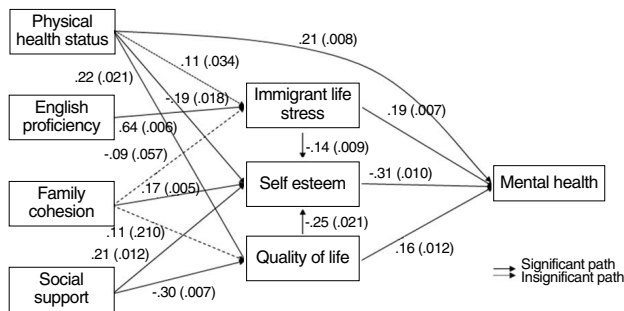 Physical
health status
.21 (.008)
.11 (.034)
.22 (.021)
-.19 (.018)
Immigrant life
stress
English
proficiency
.64 (.006)
.19 (.007)
-.09 (.057)
-.14 (.009)
-.31 (.010)
Self esteem
Mental health
Family
cohesion
.17 (.005)
.11 (.210)
-.25 (.021)
.21 (.012)
Quality of life
.16 (.012)
Social
support
-.30 (.007)
Significant path
Insignificant path